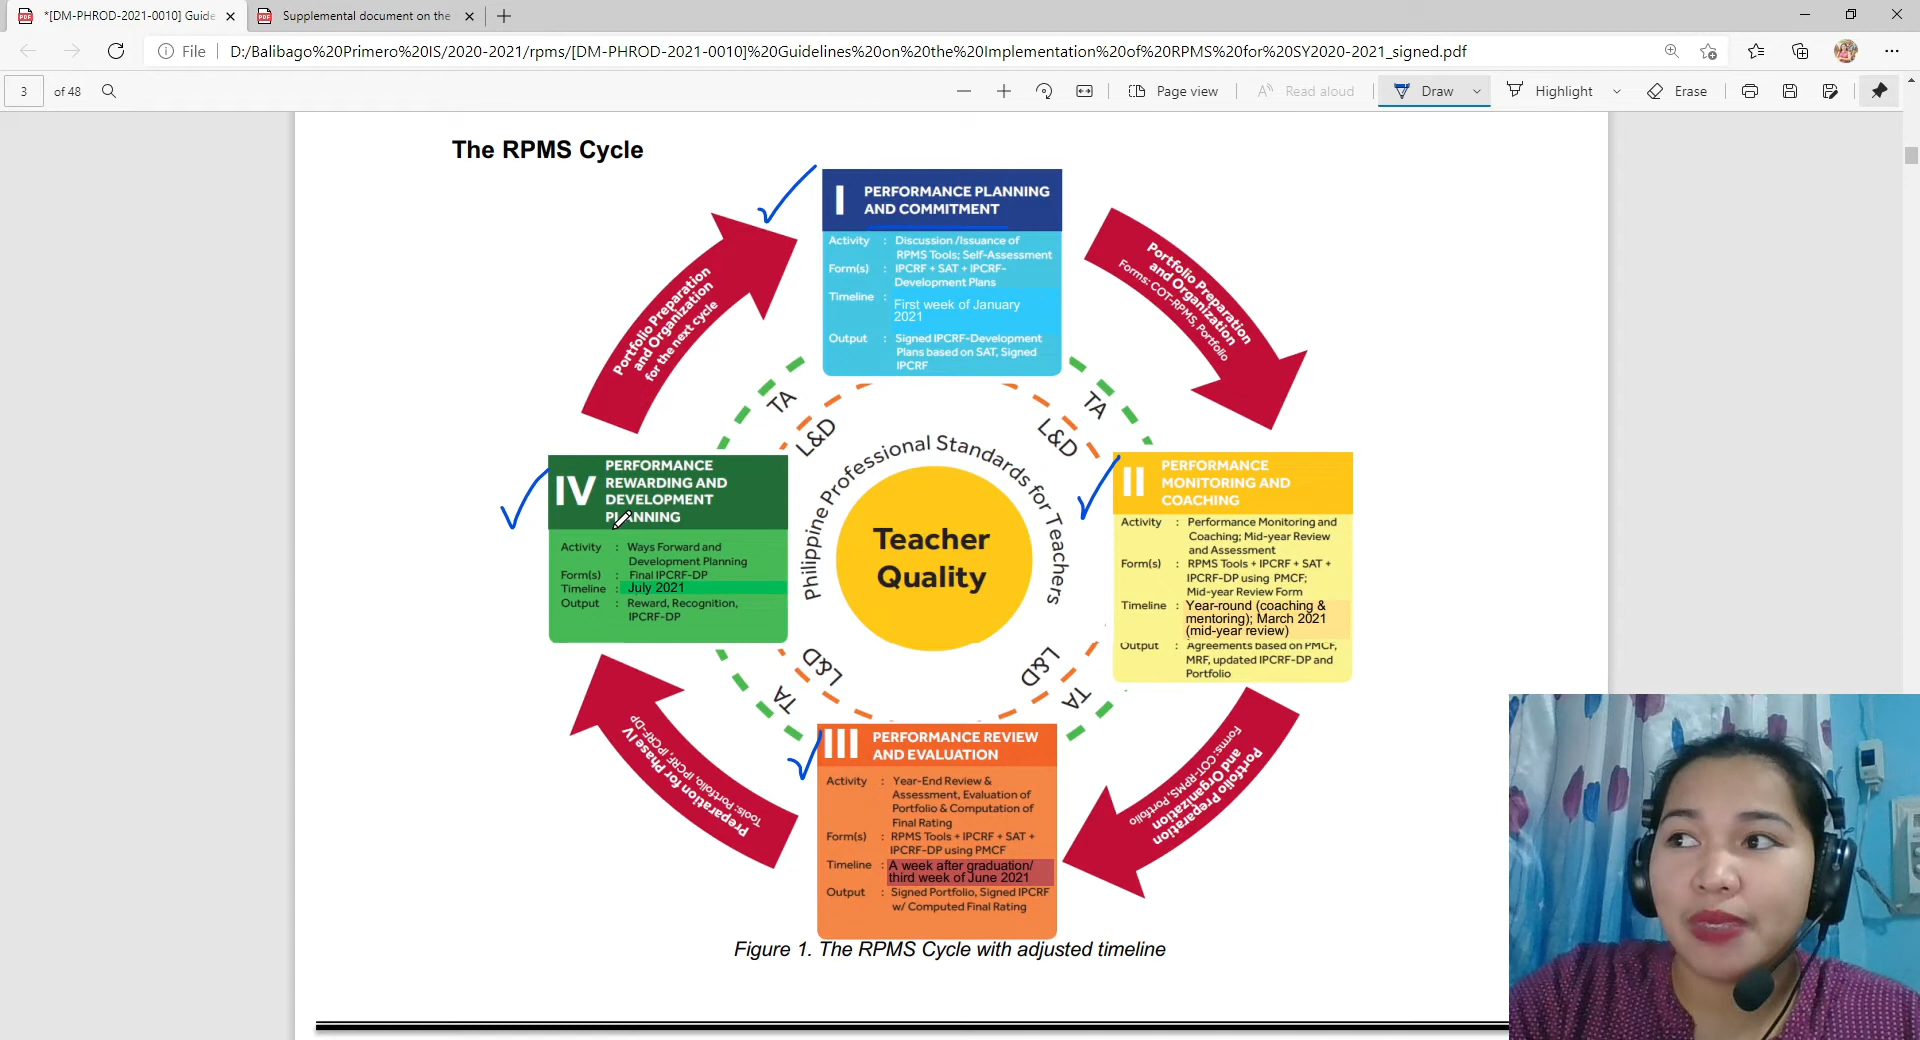 *[DM-PHROD-2021-0010] Guide
Supplemental document on the
File
D:/Balibago%20Primero%20IS/2020-2021/rpms/[DM-PHROD-2021-0010]%20Guidelines%20on%20the%20Implementation%20of%20RPMS%20for%20SY2020-2021_signed.pdf
3 of 48
Page view
Read aloud
Draw
Highlight
Erase
The RPMS Cycle
I PERFORMANCE PLANNING
AND COMMITMENT
Activity : Discussion /Issuance of
RPMS Tools; Self-Assessment
Form(s) : IPCRF + SAT + IPCRF-
Development Plans
Timeline : First week of January
2021
Output : Signed IPCRF-Development
Plans based on SAT, Signed
IPCRF
Portfolio Preparation
and Organization
Forms: COT-RPMS, Portfolio
Portfolio Preparation
and Organization
for the next cycle
TA
L&D
TA
L&D
Philippine Professional Standards for Teachers
Teacher
Quality
IV PERFORMANCE
REWARDING AND
DEVELOPMENT
PLANNING
Activity : Ways Forward and
Development Planning
Form(s) : Final IPCRF-DP
Timeline : July 2021
Output : Reward, Recognition,
IPCRF-DP
II PERFORMANCE
MONITORING AND
COACHING
Activity : Performance Monitoring and
Coaching; Mid-year Review
and Assessment
Form(s) : RPMS Tools + IPCRF + SAT +
IPCRF-DP using PMCF;
Mid-year Review Form
Timeline : Year-round (coaching &
mentoring); March 2021
(mid-year review)
Output : Agreements based on PMCF,
MRF, updated IPCRF-DP and
Portfolio
L&D
TA
L&D
TA
Preparation for Phase IV
Tools: Portfolio, IPCRF, IPCRF-DP
Portfolio Preparation
and Organization
Forms: COT-RPMS, Portfolio
III PERFORMANCE REVIEW
AND EVALUATION
Activity : Year-End Review &
Assessment, Evaluation of
Portfolio & Computation of
Final Rating
Form(s) : RPMS Tools + IPCRF + SAT +
IPCRF-DP using PMCF
Timeline : A week after graduation/
third week of June 2021
Output : Signed Portfolio, Signed IPCRF
w/ Computed Final Rating
Figure 1. The RPMS Cycle with adjusted timeline